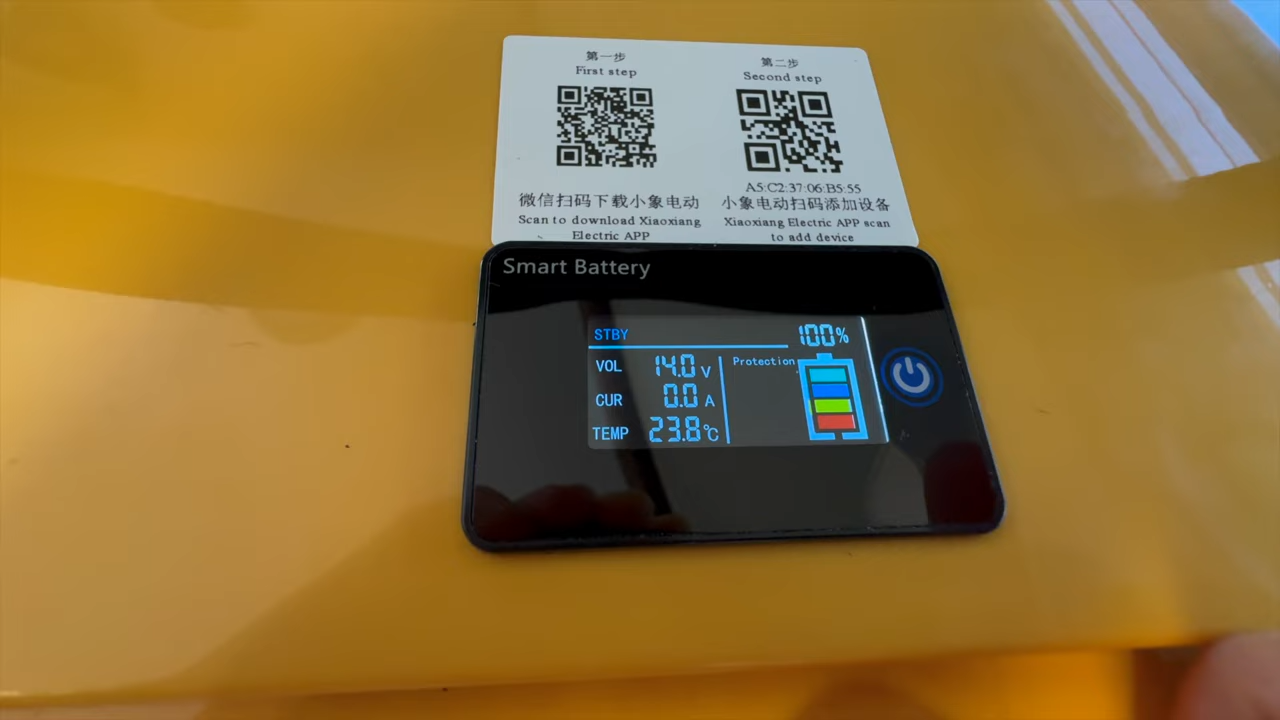 第一步
First step
微信扫码下载小象电动
Scan to download Xiaoxiang
Electric APP
第二步
Second step
A5:C2:37:06:B5:55
小象电动扫码添加设备
Xiaoxiang Electric APP scan
to add device
Smart Battery
STBY
100%
VOL 14.0 V
CUR 0.0 A
TEMP 23.8℃
Protection